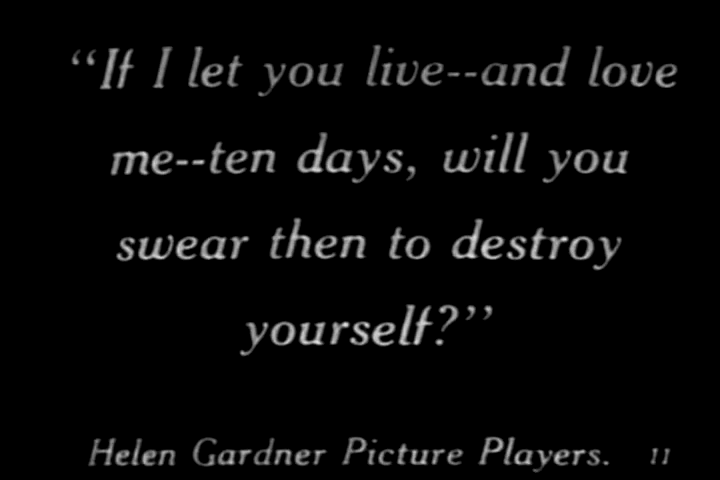 “If I let you live--and love
me--ten days, will you
swear then to destroy
yourself?”
Helen Gardner Picture Players. 11